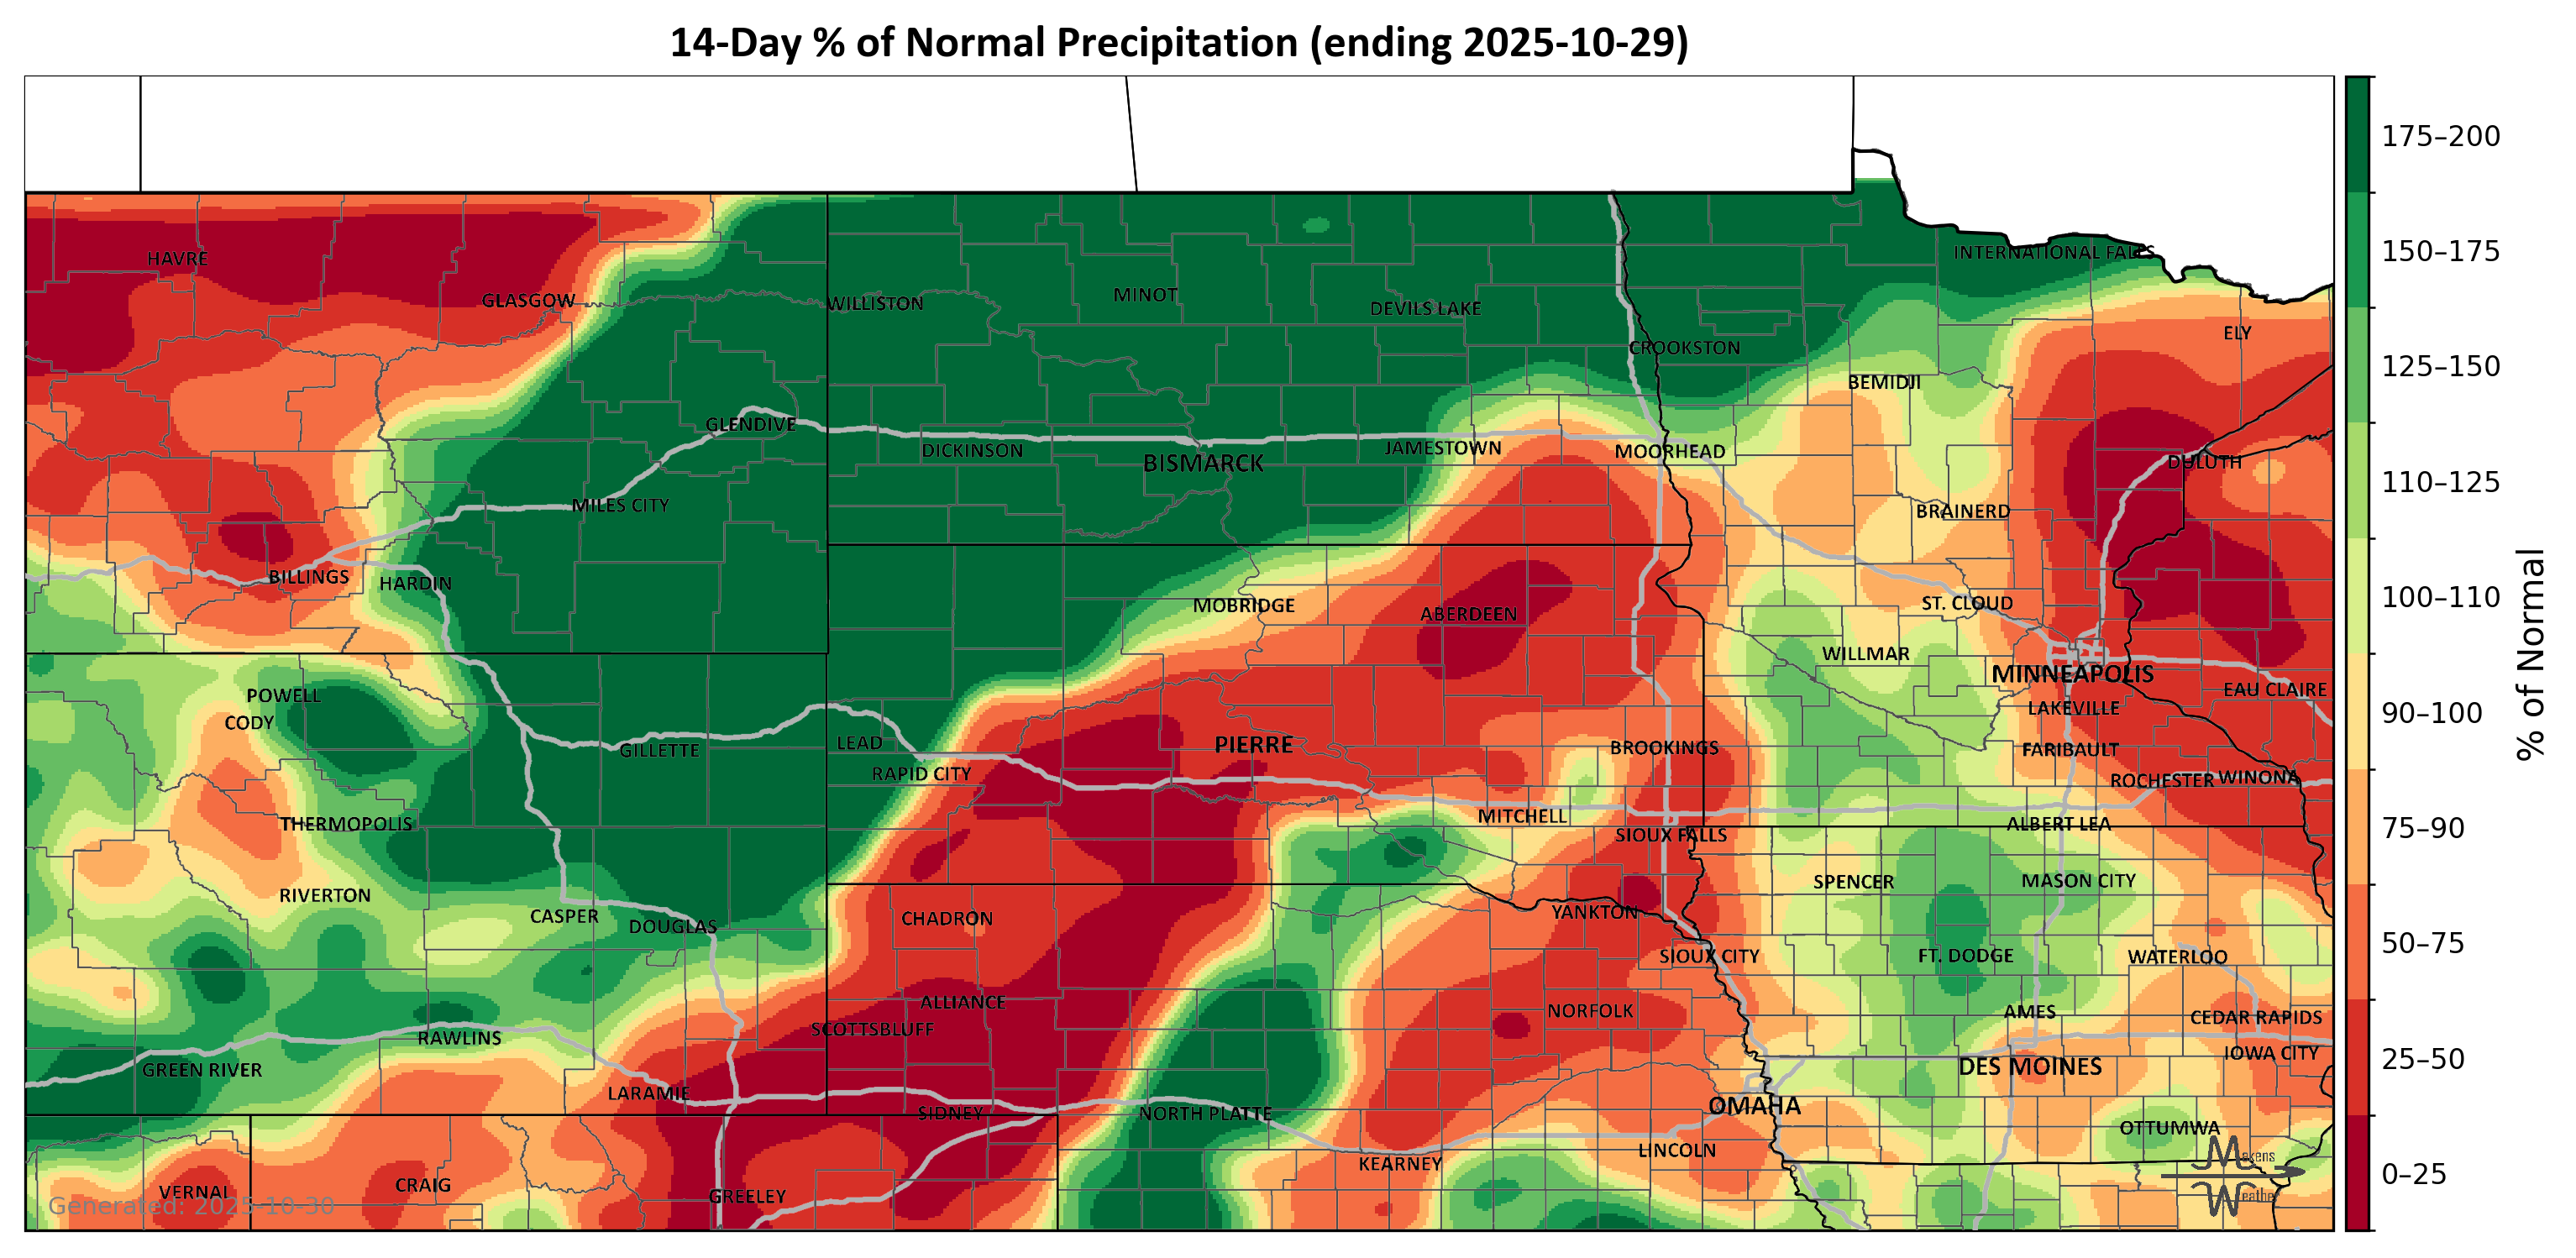 14-Day % of Normal Precipitation (ending 2025-10-29)
175–200
INTERNATIONAL FALLS
150–175
HAVRE
GLASGOW
WILLISTON
MINOT
DEVILS LAKE
ELY
CROOKSTON
125–150
BEMIDJI
GLENDIVE
DICKINSON
BISMARCK
JAMESTOWN
MOORHEAD
DULUTH
110–125
MILES CITY
BRAINERD
BILLINGS
HARDIN
MOBRIDGE
ABERDEEN
ST. CLOUD
100–110
WILLMAR
MINNEAPOLIS
POWELL
EAU CLAIRE
CODY
LAKEVILLE
90–100
% of Normal
GILLETTE
LEAD
PIERRE
BROOKINGS
FARIBAULT
RAPID CITY
ROCHESTER
WINONA
THERMOPOLIS
MITCHELL
ALBERT LEA
75–90
SIOUX FALLS
RIVERTON
SPENCER
MASON CITY
CASPER
DOUGLAS
CHADRON
YANKTON
50–75
SIOUX CITY
FT. DODGE
WATERLOO
ALLIANCE
NORFOLK
AMES
CEDAR RAPIDS
RAWLINS
SCOTTSBLUFF
IOWA CITY
25–50
GREEN RIVER
DES MOINES
LARAMIE
SIDNEY
NORTH PLATTE
OMAHA
OTTUMWA
KEARNEY
LINCOLN
Makens
0–25
VERNAL
CRAIG
GREELEY
Weather
Generated: 2025-10-30